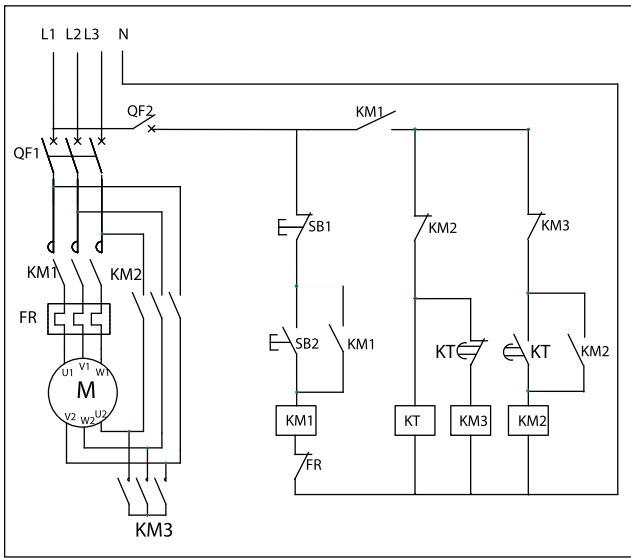 L1 L2 L3 N
QF2 KM1
QF1
SB1 KM2 KM3
KM1 KM2
FR
SB2 KM1 KT KT KM2
U1 V1 W1
M
V2 W2 U2
KM1 KT KM3 KM2
FR
KM3